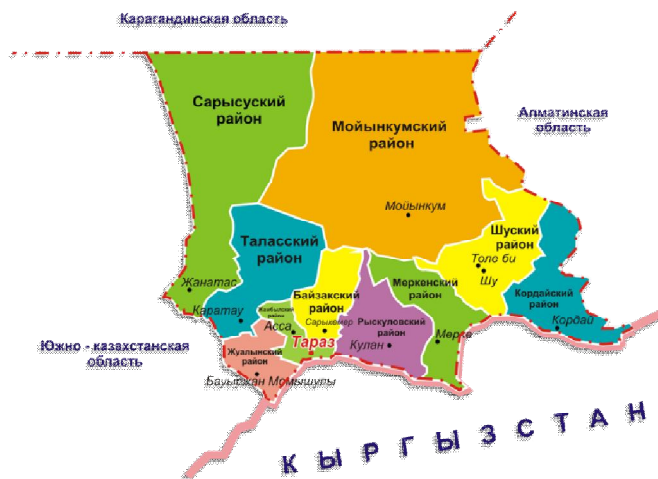 Карагандинская область
Сарысуский
район
Мойынкумский
район
Алматинская
область
Мойынкум
Шуский
район
Таласский
район
Толе би
Шу
Жанатас
Меркенский
район
Байзакский
район
Кордайский
район
Каратау
Жамбылский
район
Сарыкемер
Рыскуловский
район
Кордай
Асса
Мерке
Тараз
Кулан
Южно - казахстанская
область
Жуалынский
район
Бауыржан Момышулы
КЫРГЫЗСТАН